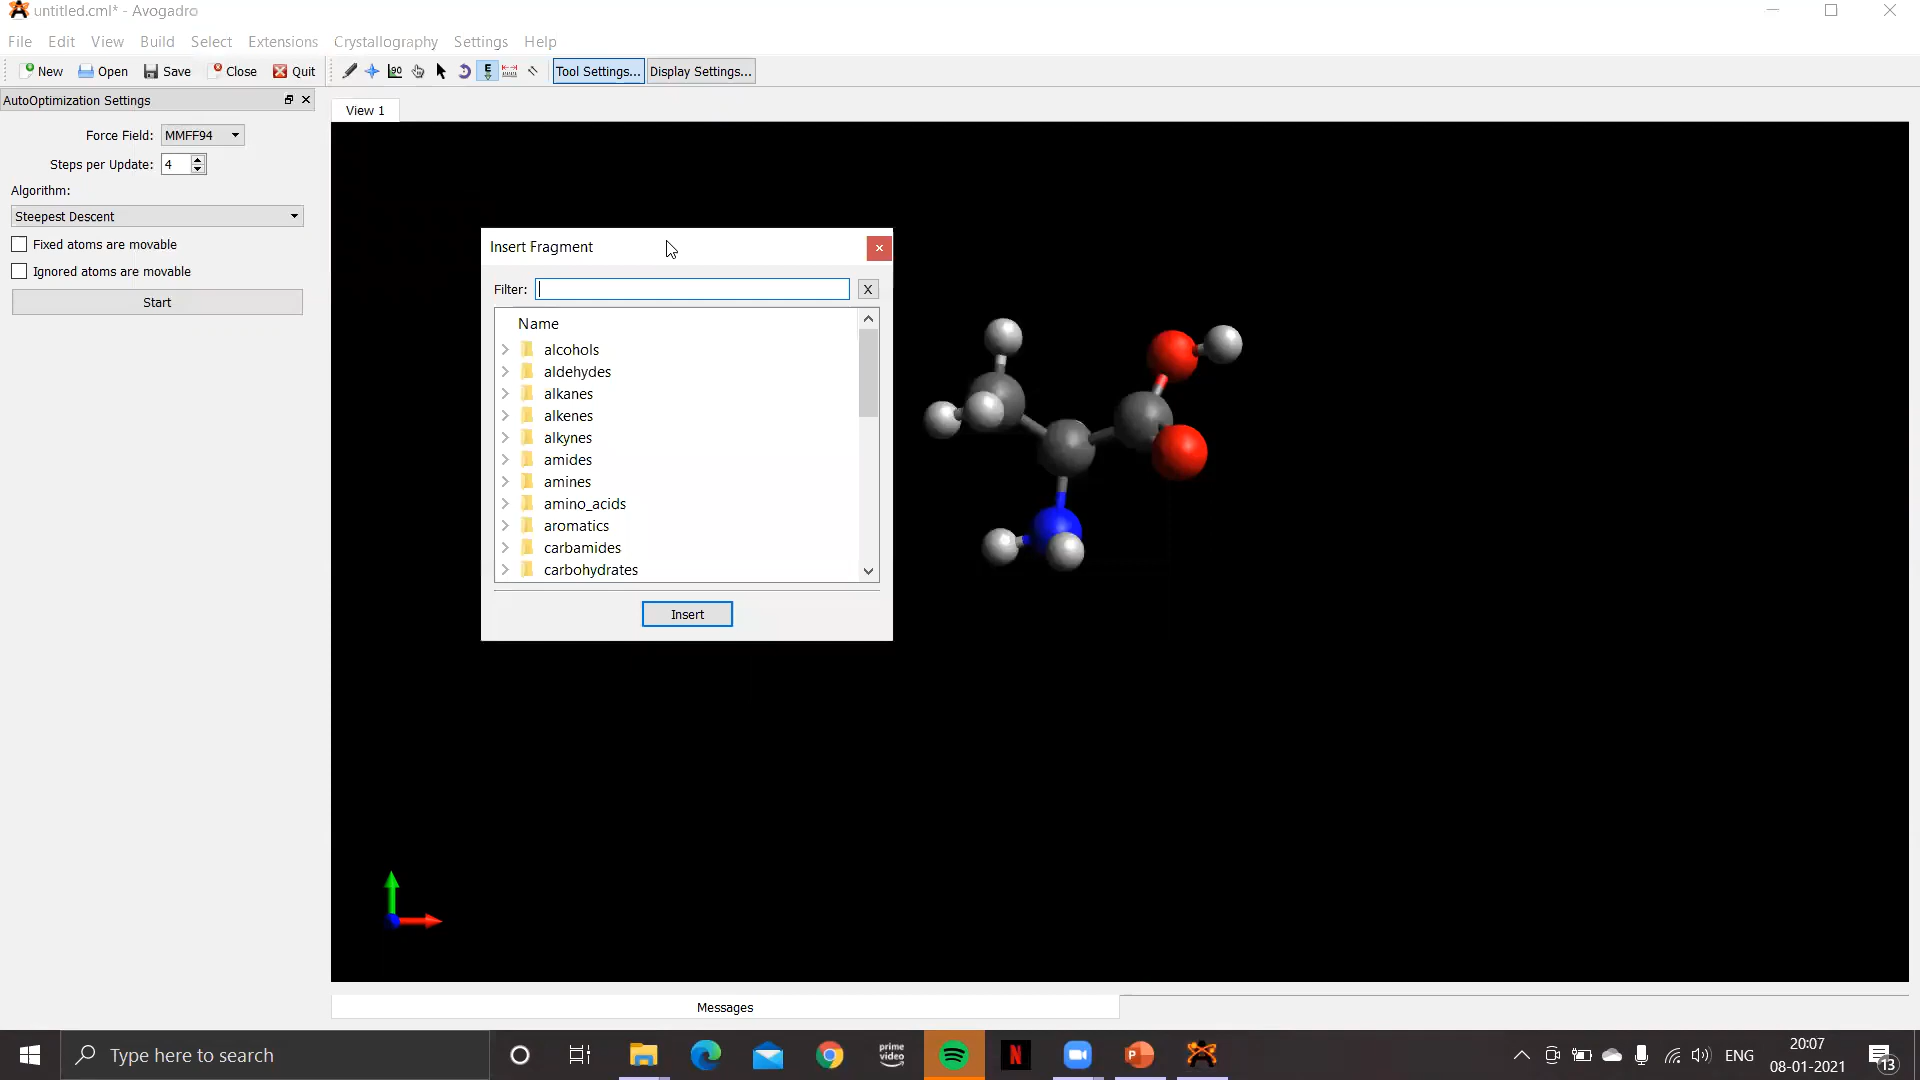 untitled.cml* - Avogadro
File Edit View Build Select Extensions Crystallography Settings Help
New Open Save Close Quit Tool Settings... Display Settings...
AutoOptimization Settings
View 1
Force Field: MMFF94
Steps per Update: 4
Algorithm:
Steepest Descent
Fixed atoms are movable
Ignored atoms are movable
Start
Insert Fragment
Filter: X
Name
alcohols
aldehydes
alkanes
alkenes
alkynes
amides
amines
amino_acids
aromatics
carbamides
carbohydrates
Insert
Messages
Type here to search
prime
video
N
P
ENG
20:07
08-01-2021
13